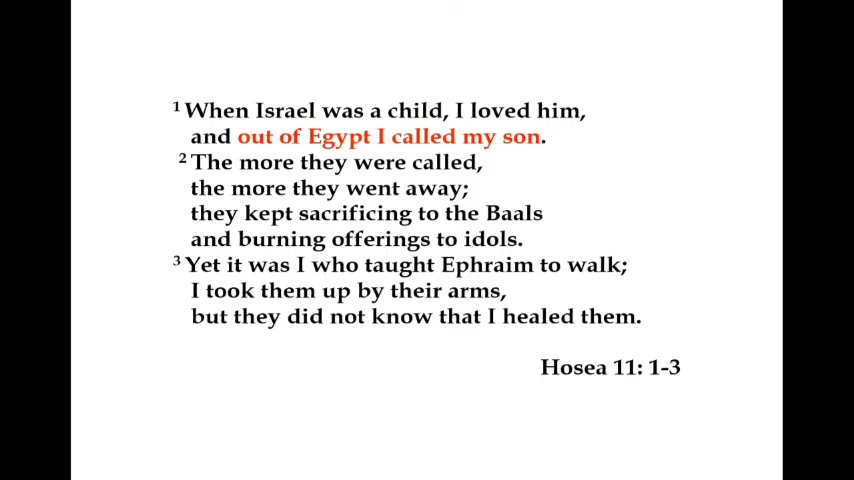 1 When Israel was a child, I loved him,
and out of Egypt I called my son.
2 The more they were called,
the more they went away;
they kept sacrificing to the Baals
and burning offerings to idols.
3 Yet it was I who taught Ephraim to walk;
I took them up by their arms,
but they did not know that I healed them.
Hosea 11: 1-3